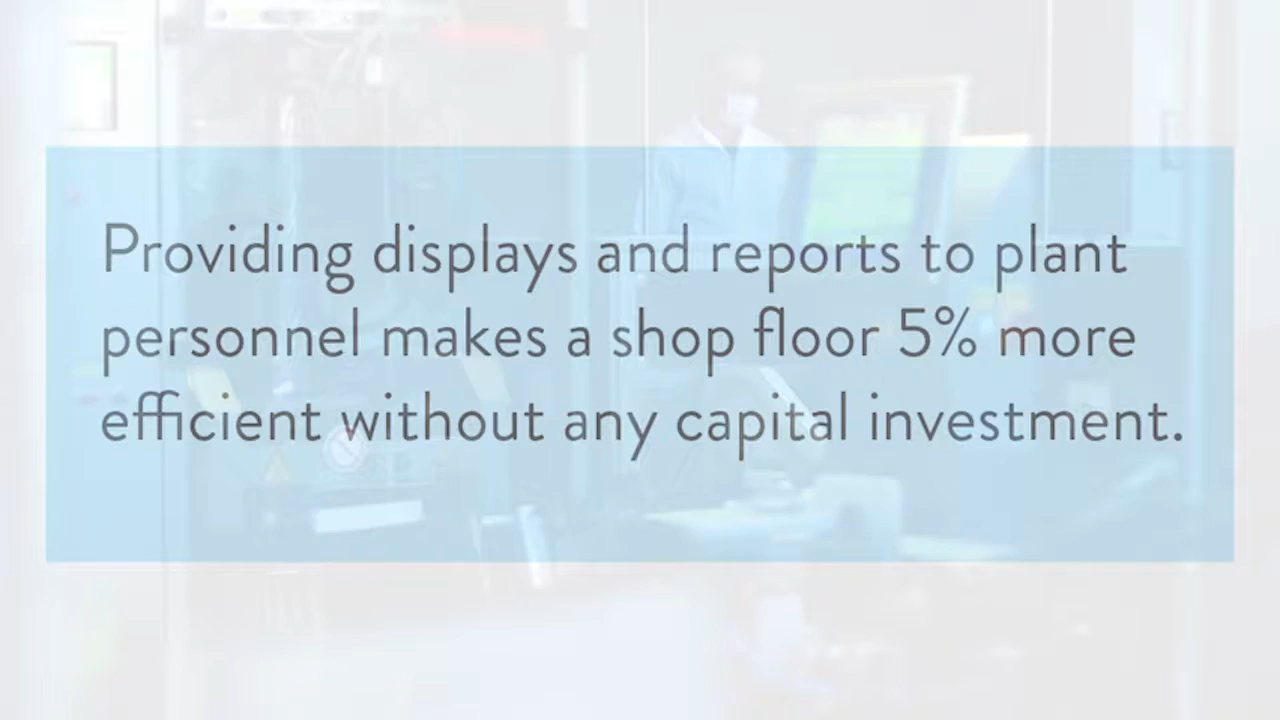 Providing displays and reports to plant
personnel makes a shop floor 5% more
efficient without any capital investment.